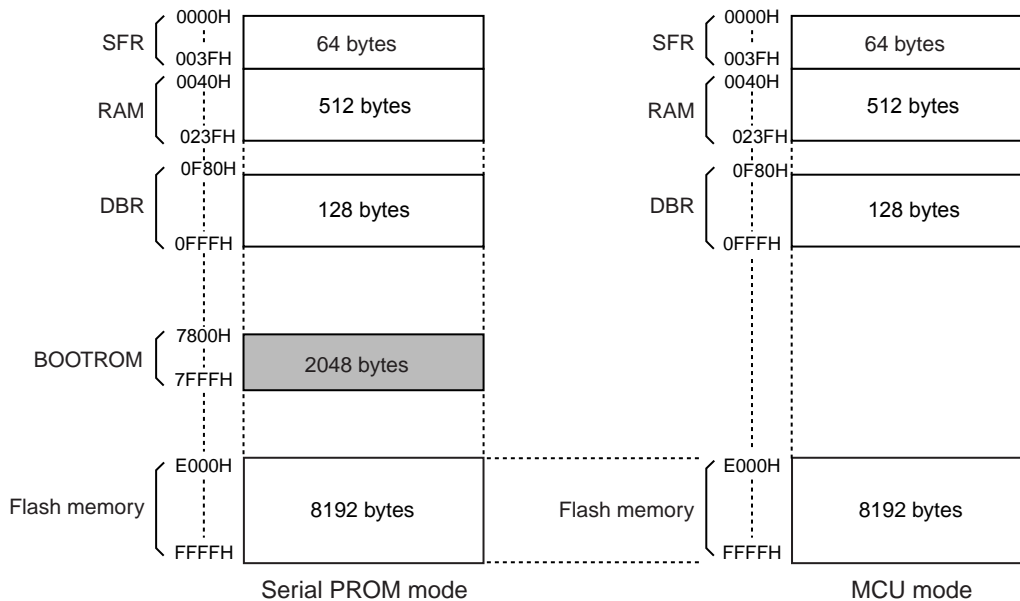 0000H
SFR
64 bytes
003FH
0040H
RAM
512 bytes
023FH
0F80H
DBR
128 bytes
0FFFH
7800H
BOOTROM
2048 bytes
7FFFH
E000H
Flash memory
8192 bytes
FFFFH
Serial PROM mode
0000H
SFR
64 bytes
003FH
0040H
RAM
512 bytes
023FH
0F80H
DBR
128 bytes
0FFFH
E000H
Flash memory
8192 bytes
FFFFH
MCU mode